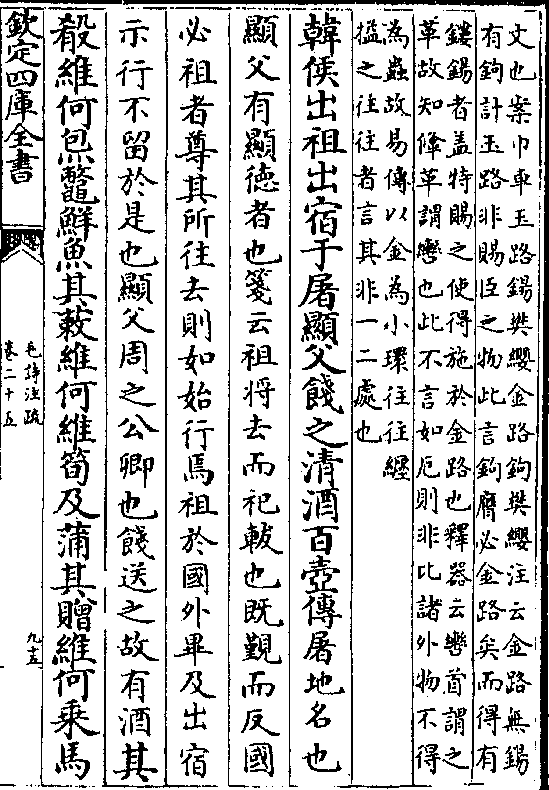 文也案巾車玉路鍚樊纓金路鉤樊纓注云金路無鍚
有鉤計玉路非賜臣之物此言鉤膺必金路矣而得有
鏤鍚者蓋特賜之使得施於金路也釋器云轡首謂之
革故知鞗革謂轡也此不言如厄則非比諸外物不得
為蟲故易傳以金為小環往往纒
搤之往往者言其非一二處也
韓侯出祖出宿于屠顯父餞之清酒百壺傳屠地名也
顯父有顯徳者也箋云祖将去而祀軷也既覲而反國
必祖者尊其所往去則如始行焉祖於國外畢乃出宿
示行不留於是也顯父周之公卿也餞送之故有酒其
殽維何炰鼈鮮魚其蔌維何維筍及蒲其贈維何乗馬
欽定四庫全書
毛詩注疏
卷二十五
九十五